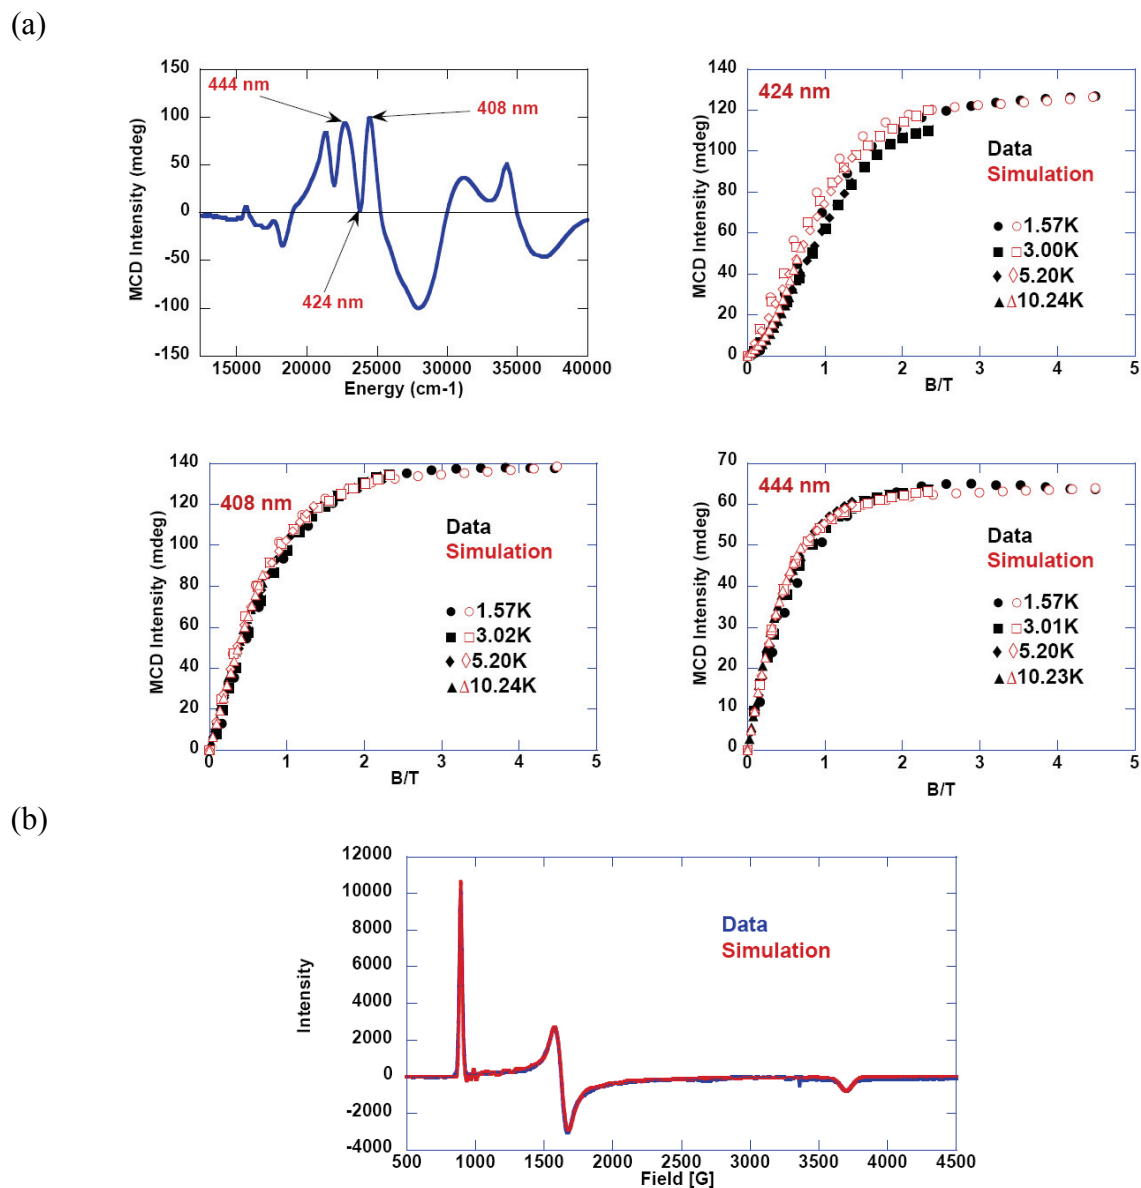 (a)
150
100
50
0
-50
-100
-150
MCD Intensity (mdeg)
444 nm
408 nm
424 nm
15000 20000 25000 30000 35000 40000
Energy (cm-1)
140
120
100
80
60
40
20
0
MCD Intensity (mdeg)
424 nm
Data
Simulation
1.57K
3.00K
5.20K
10.24K
0 1 2 3 4 5
B/T
140
120
100
80
60
40
20
0
MCD Intensity (mdeg)
408 nm
Data
Simulation
1.57K
3.02K
5.20K
10.24K
0 1 2 3 4 5
B/T
70
60
50
40
30
20
10
0
MCD Intensity (mdeg)
444 nm
Data
Simulation
1.57K
3.01K
5.20K
10.23K
0 1 2 3 4 5
B/T
(b)
12000
10000
8000
6000
4000
2000
0
-2000
-4000
Intensity
Data
Simulation
500 1000 1500 2000 2500 3000 3500 4000 4500
Field [G]